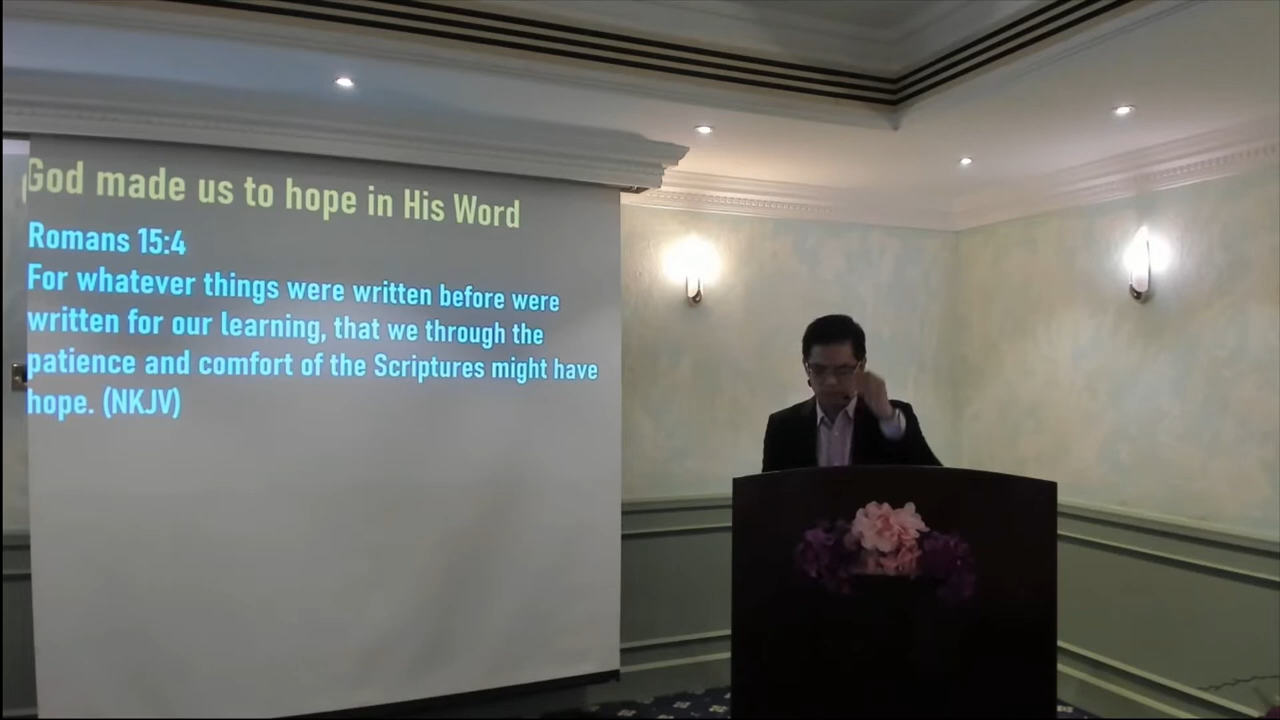 God made us to hope in His Word
Romans 15:4
For whatever things were written before were
written for our learning, that we through the
patience and comfort of the Scriptures might have
hope. (NKJV)